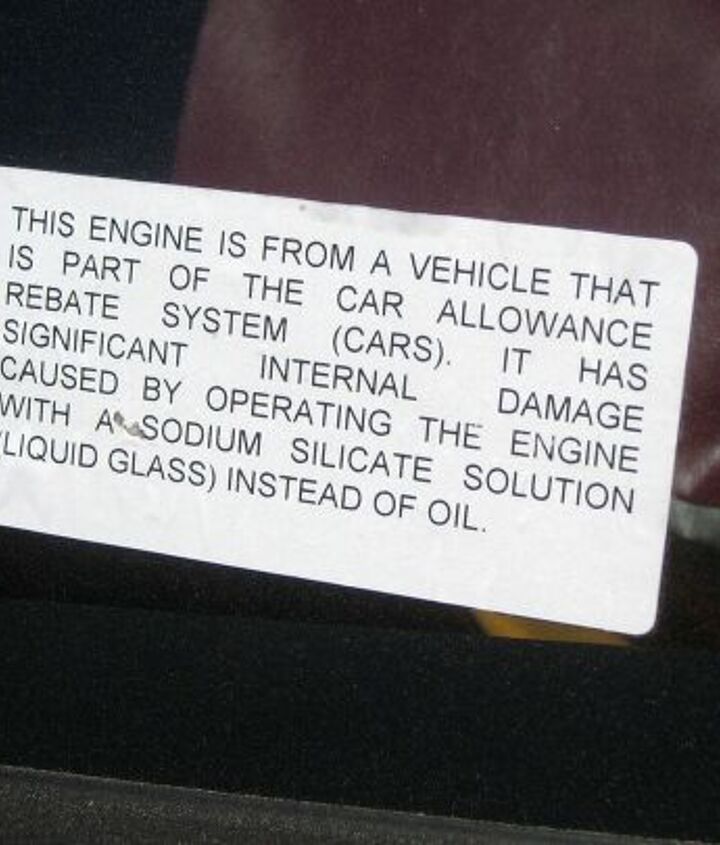 THIS ENGINE IS FROM A VEHICLE THAT
IS PART OF THE CAR ALLOWANCE
REBATE SYSTEM (CARS). IT HAS
SIGNIFICANT INTERNAL DAMAGE
CAUSED BY OPERATING THE ENGINE
WITH A SODIUM SILICATE SOLUTION
(LIQUID GLASS) INSTEAD OF OIL.